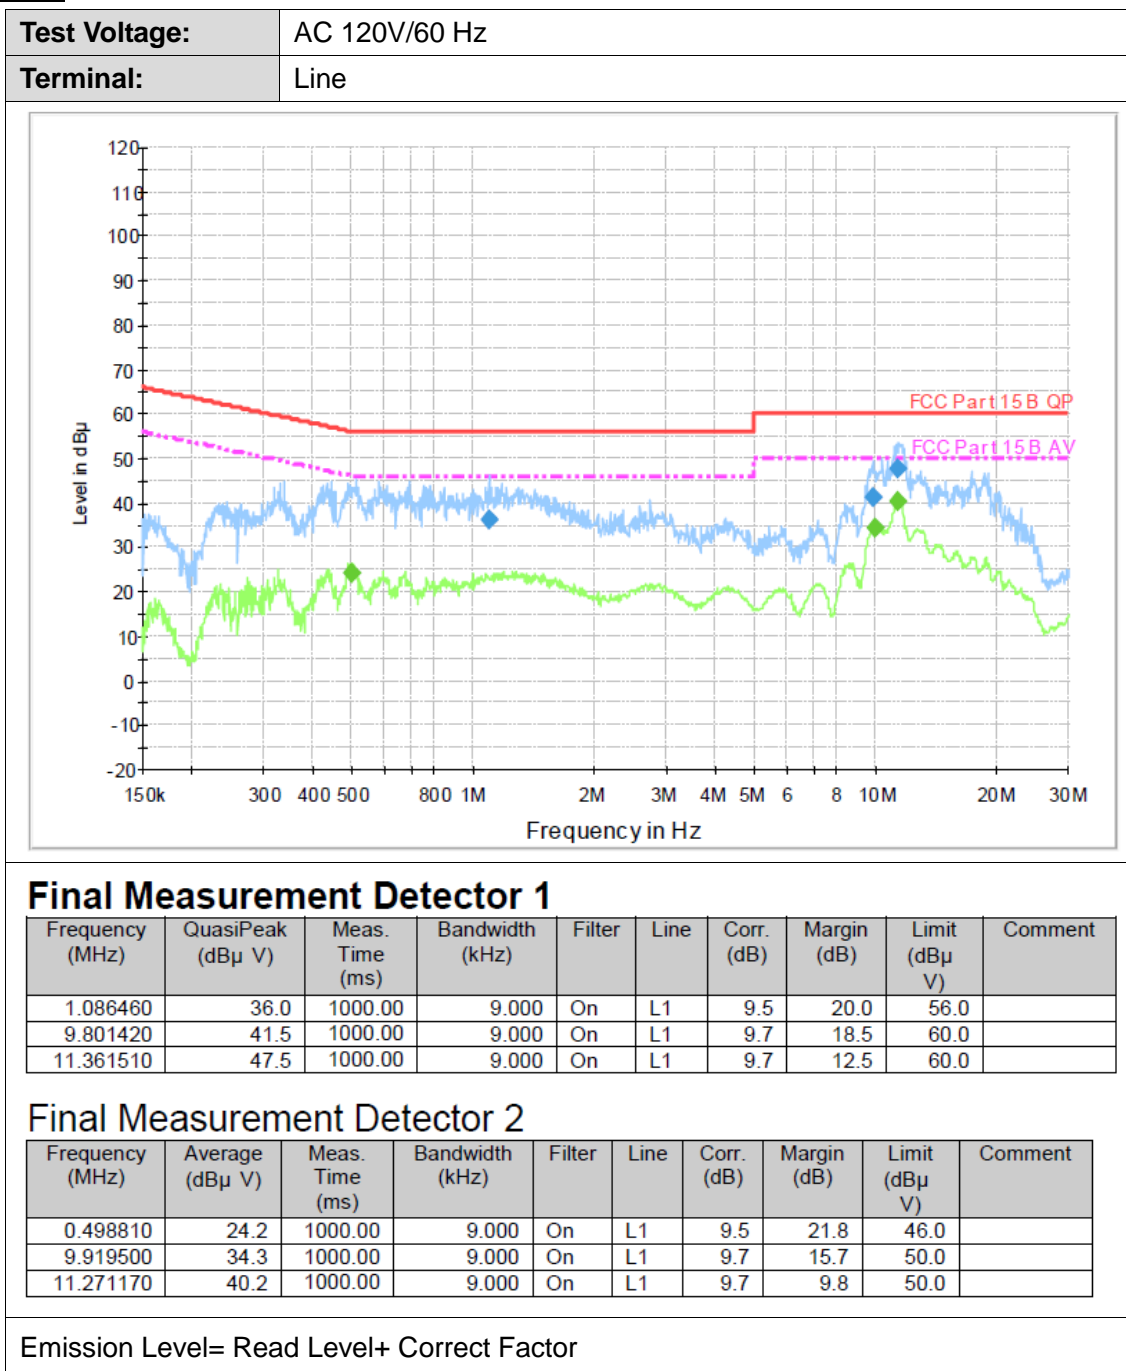 Test Voltage: AC 120V/60 Hz
Terminal: Line
120
110
100
90
80
70
60
50
40
30
20
10
0
-10
-20
Level in dBµ
FCC Part 15 B QP
FCC Part 15 B AV
150k 300 400 500 800 1M 2M 3M 4M 5M 6 8 10M 20M 30M
Frequency in Hz
Final Measurement Detector 1
Frequency (MHz) QuasiPeak (dBµ V) Meas. Time (ms) Bandwidth (kHz) Filter Line Corr. (dB) Margin (dB) Limit (dBµ V) Comment
1.086460 36.0 1000.00 9.000 On L1 9.5 20.0 56.0
9.801420 41.5 1000.00 9.000 On L1 9.7 18.5 60.0
11.361510 47.5 1000.00 9.000 On L1 9.7 12.5 60.0
Final Measurement Detector 2
Frequency (MHz) Average (dBµ V) Meas. Time (ms) Bandwidth (kHz) Filter Line Corr. (dB) Margin (dB) Limit (dBµ V) Comment
0.498810 24.2 1000.00 9.000 On L1 9.5 21.8 46.0
9.919500 34.3 1000.00 9.000 On L1 9.7 15.7 50.0
11.271170 40.2 1000.00 9.000 On L1 9.7 9.8 50.0
Emission Level= Read Level+ Correct Factor